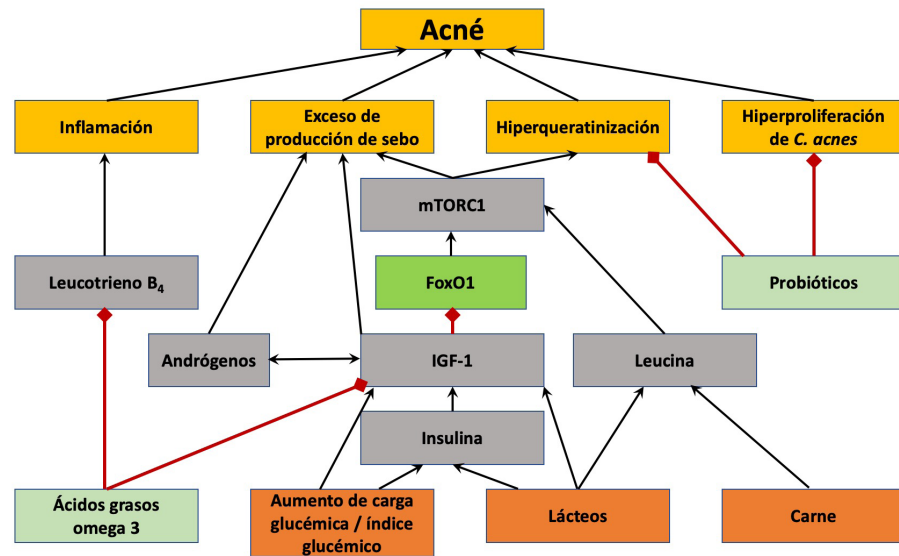 Acné
Inflamación
Exceso de
producción de sebo
Hiperqueratinización
Hiperproliferación
de C. acnes
mTORC1
Leucotrieno B₄
FoxO1
Probióticos
Andrógenos
IGF-1
Leucina
Insulina
Ácidos grasos
omega 3
Aumento de carga
glucémica / índice
glucémico
Lácteos
Carne